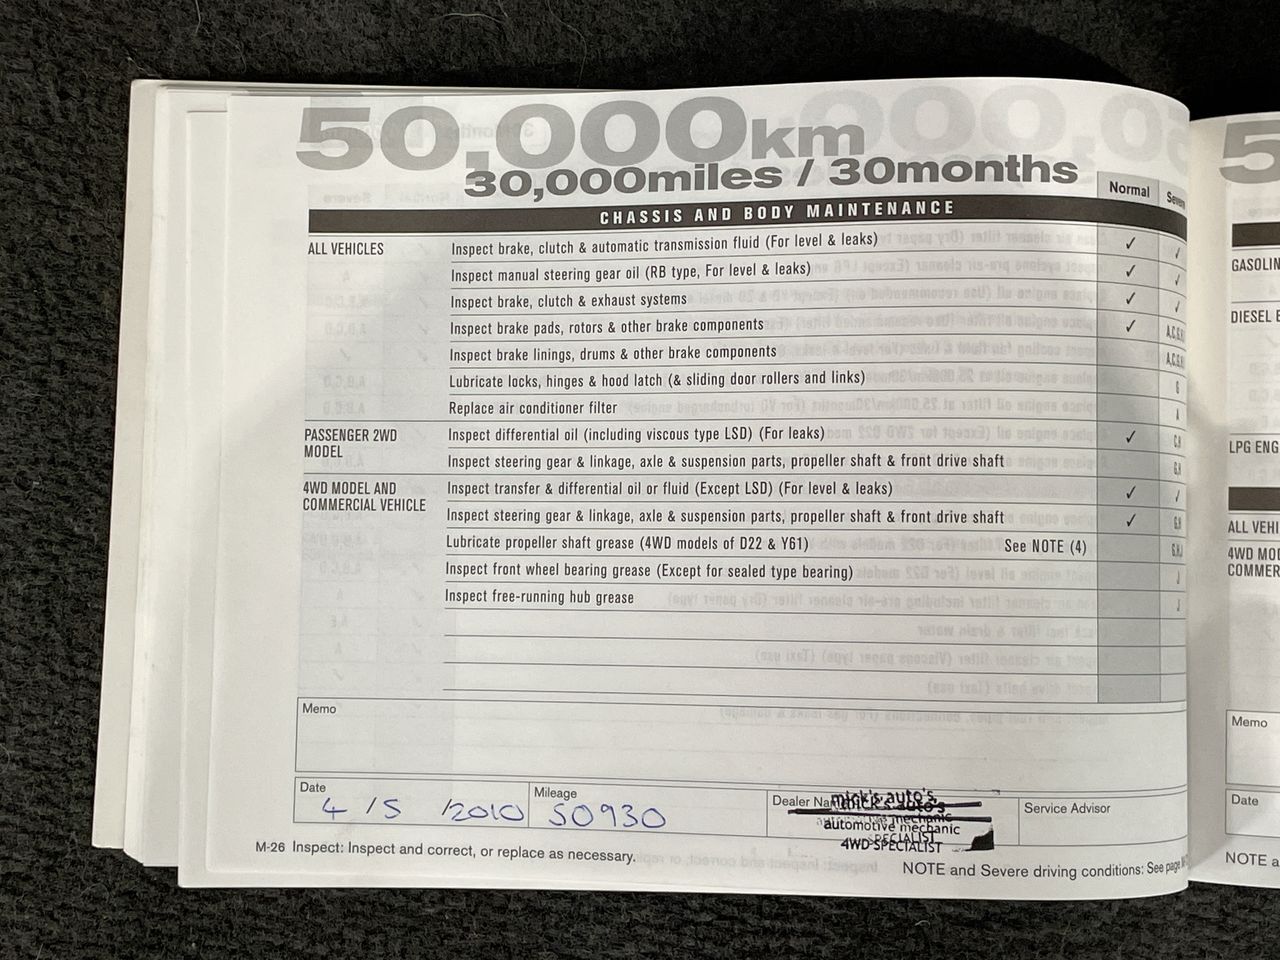 50,000km
30,000miles / 30months
Normal
CHASSIS AND BODY MAINTENANCE
ALL VEHICLES
Inspect brake, clutch & automatic transmission fluid (For level & leaks) ✓ ✓
Inspect manual steering gear oil (RB type, For level & leaks) ✓ ✓
Inspect brake, clutch & exhaust systems ✓ ✓
Inspect brake pads, rotors & other brake components ✓
Inspect brake linings, drums & other brake components
Lubricate locks, hinges & hood latch (& sliding door rollers and links) G
Replace air conditioner filter A
PASSENGER 2WD
MODEL
Inspect differential oil (including viscous type LSD) (For leaks) ✓
Inspect steering gear & linkage, axle & suspension parts, propeller shaft & front drive shaft
4WD MODEL AND
COMMERCIAL VEHICLE
Inspect transfer & differential oil or fluid (Except LSD) (For level & leaks) ✓ ✓
Inspect steering gear & linkage, axle & suspension parts, propeller shaft & front drive shaft ✓
Lubricate propeller shaft grease (4WD models of D22 & Y61) See NOTE (4)
Inspect front wheel bearing grease (Except for sealed type bearing)
Inspect free-running hub grease
Memo
Date
4 /5 /2010
Mileage
50930
Dealer
mick's auto's
automotive mechanic
4WD SPECIALIST
Service Advisor
M-26 Inspect: Inspect and correct, or replace as necessary.
NOTE and Severe driving conditions: See page
5
DIESEL
ALL
4WD
Memo
Date
NOTE